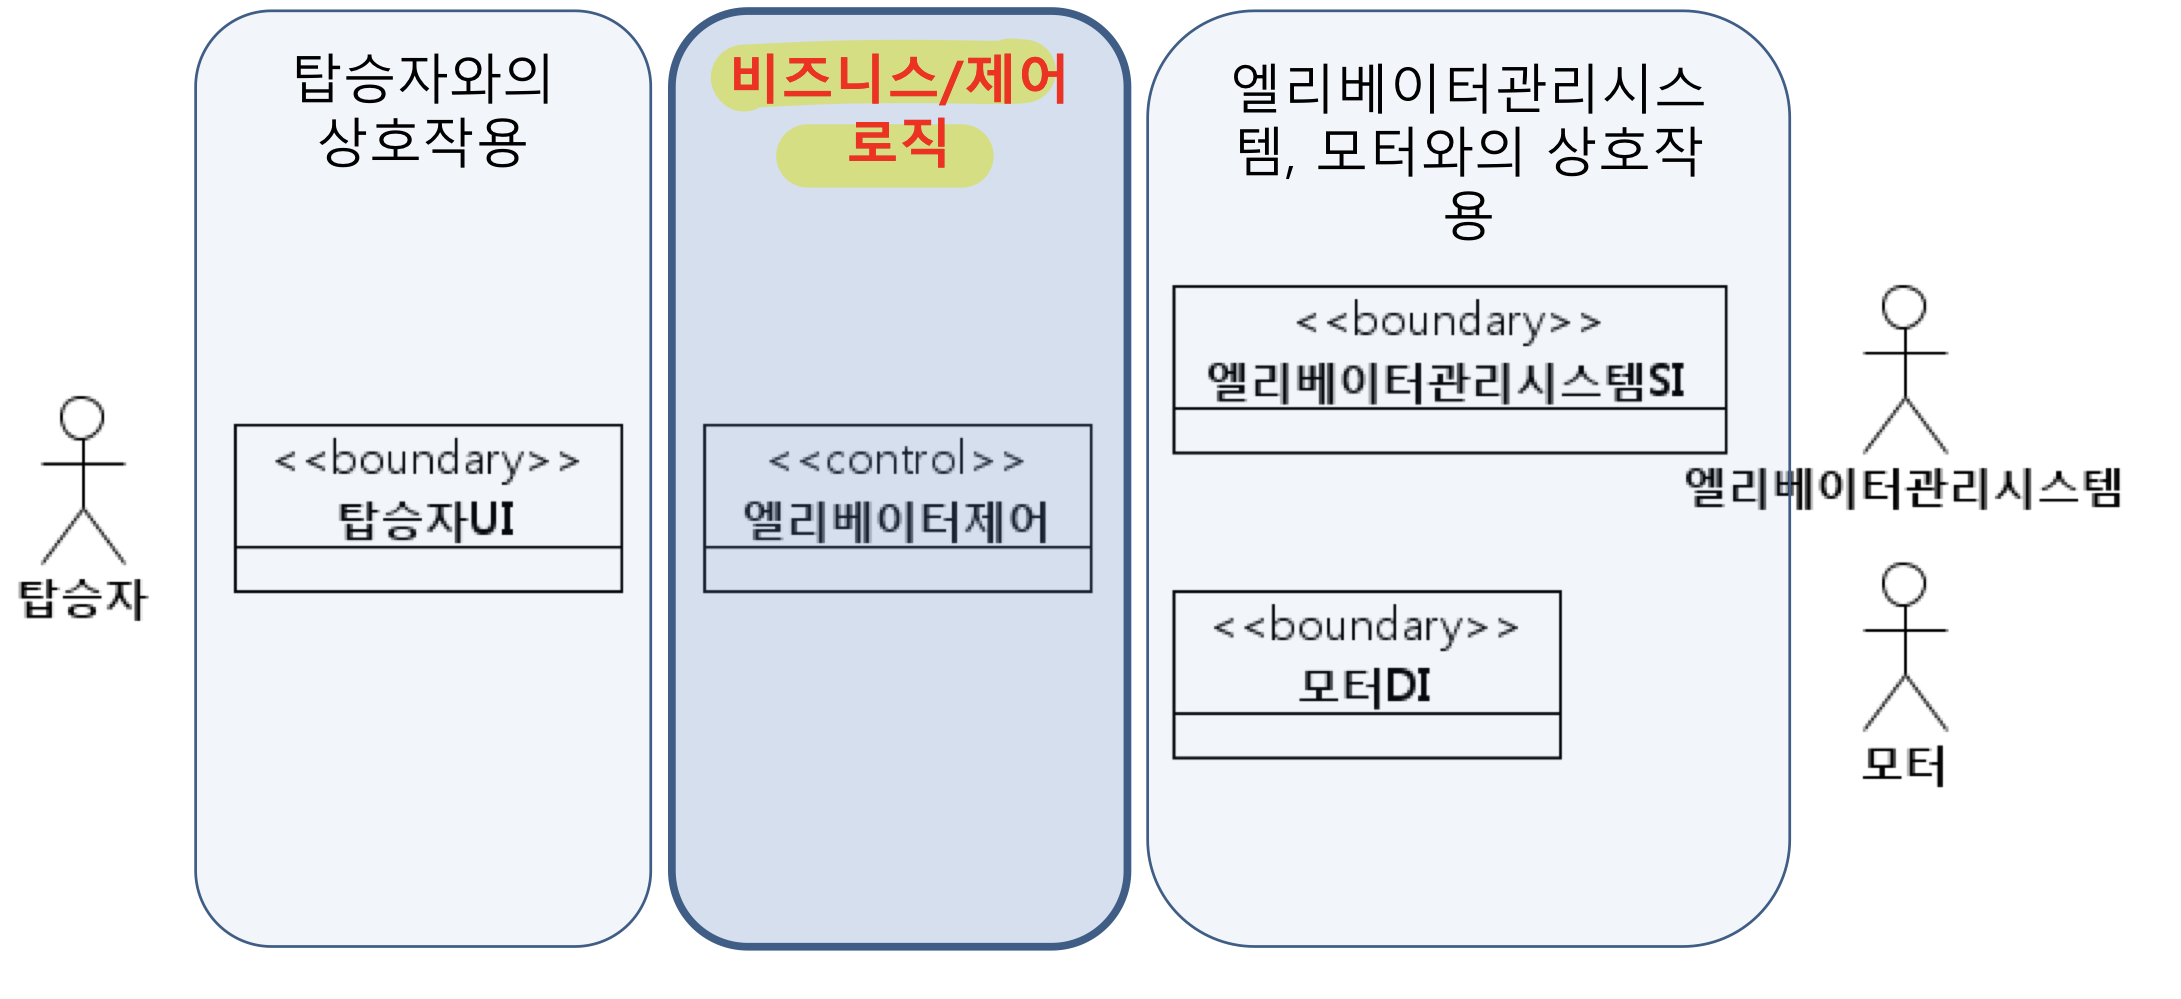 탑승자와의
상호작용
비즈니스/제어
로직
엘리베이터관리시스
템, 모터와의 상호작
용
<<boundary>>
엘리베이터관리시스템SI
엘리베이터관리시스템
<<boundary>>
탑승자UI
탑승자
<<control>>
엘리베이터제어
<<boundary>>
모터DI
모터